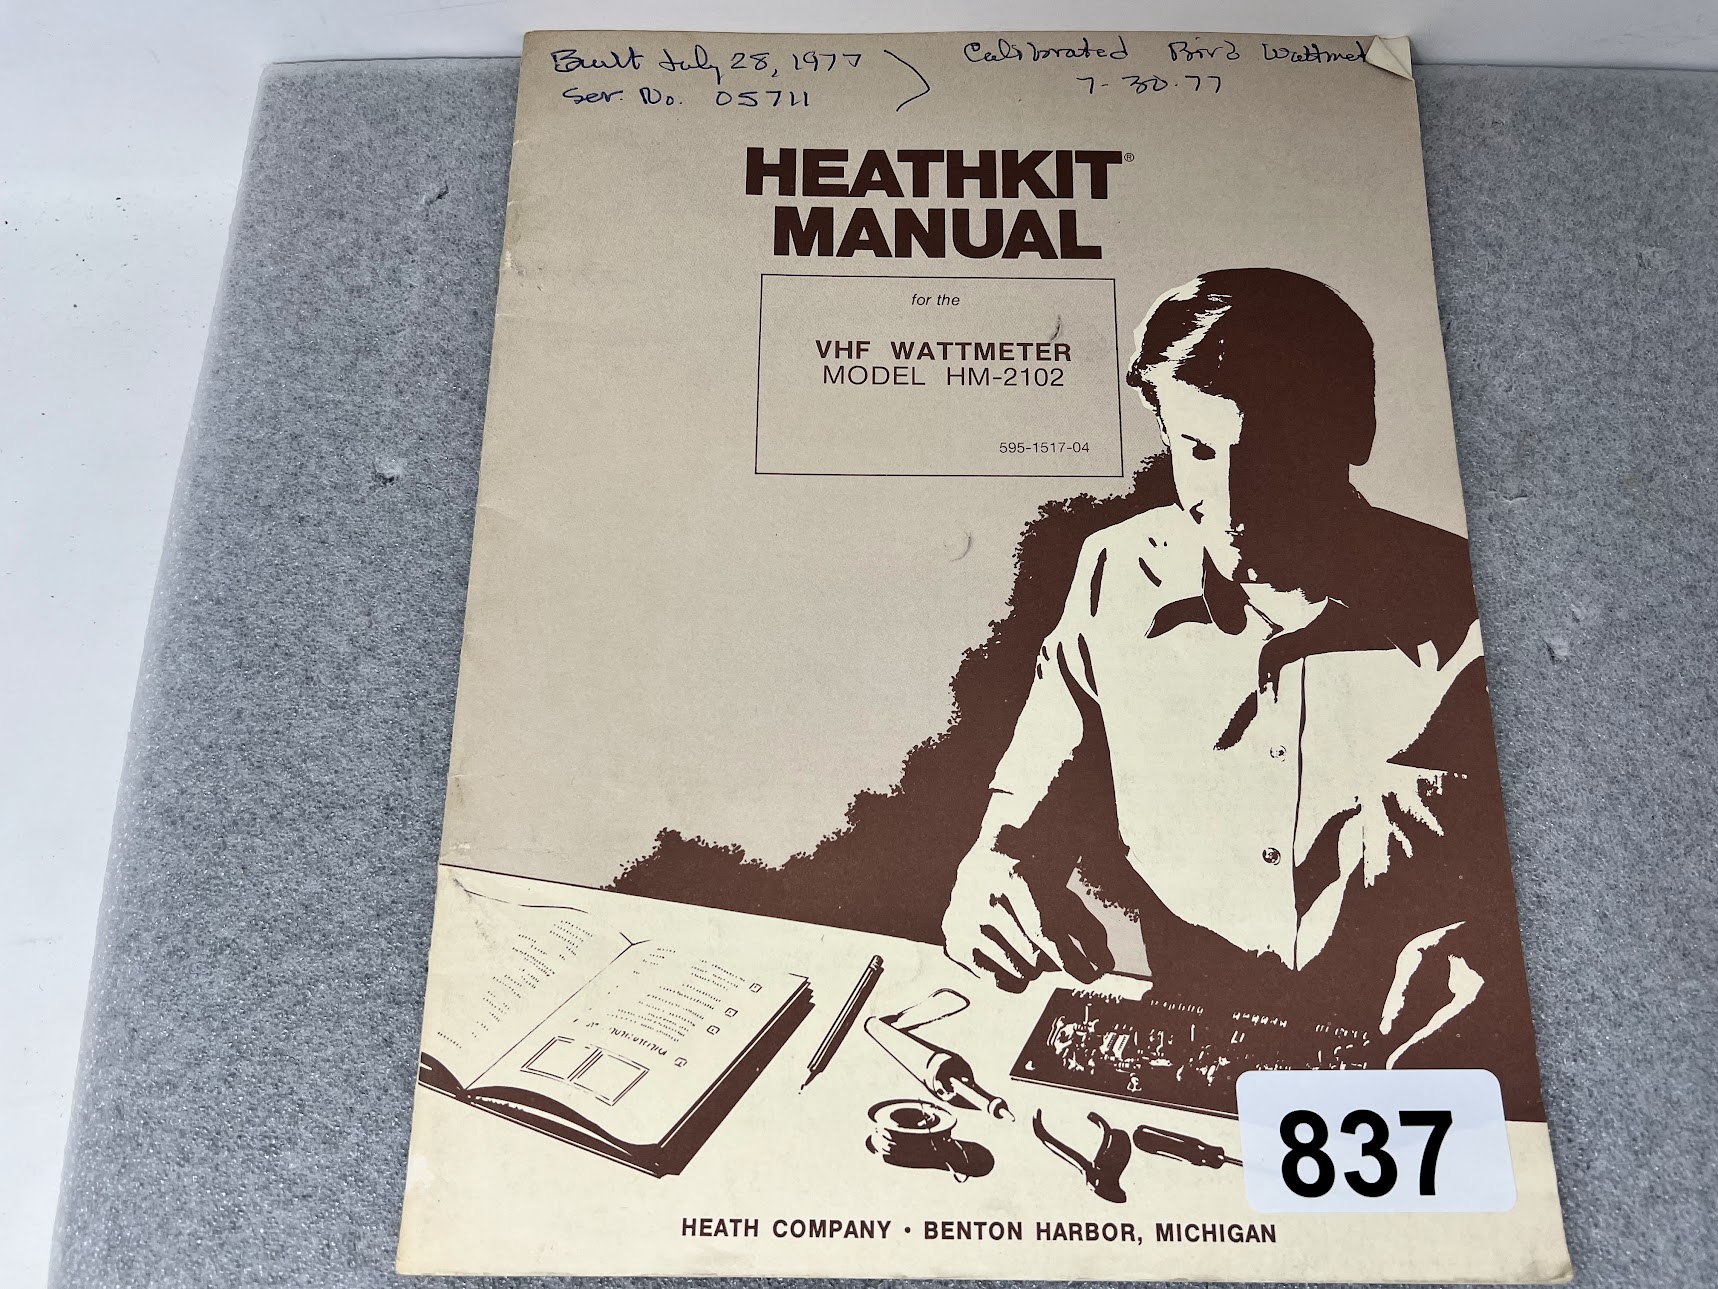 Built July 28, 1977
Ser. No. 05711
Calibrated Bird Wattmet
7-30-77
HEATHKIT®
MANUAL
for the
VHF WATTMETER
MODEL HM-2102
595-1517-04
837
HEATH COMPANY • BENTON HARBOR, MICHIGAN